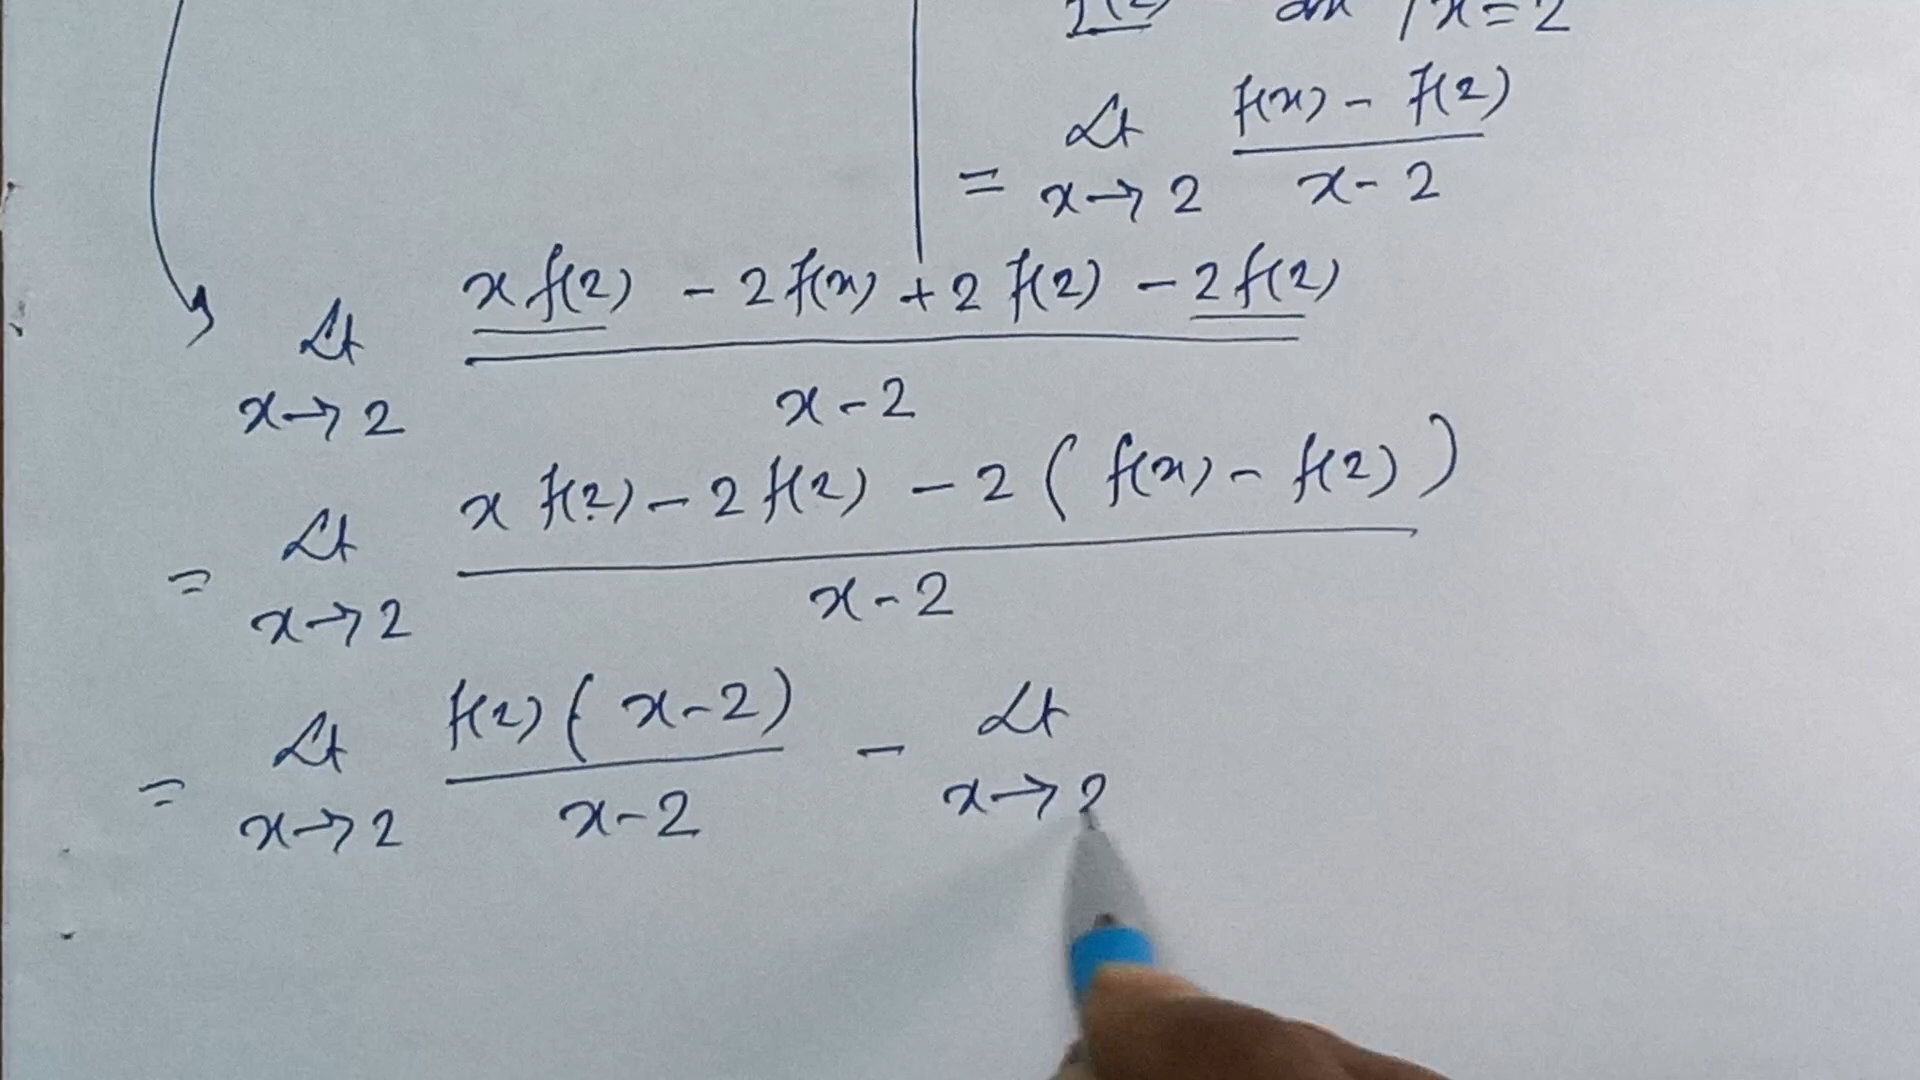 x = 2
Lt f(x) - f(2)
= x→2 x - 2
x f(2) - 2 f(x) + 2 f(2) - 2 f(2)
Lt
x→2 x - 2
x f(2) - 2 f(2) - 2 ( f(x) - f(2) )
= Lt
x→2 x - 2
= Lt f(2) ( x - 2 ) - Lt
x→2 x - 2 x→2